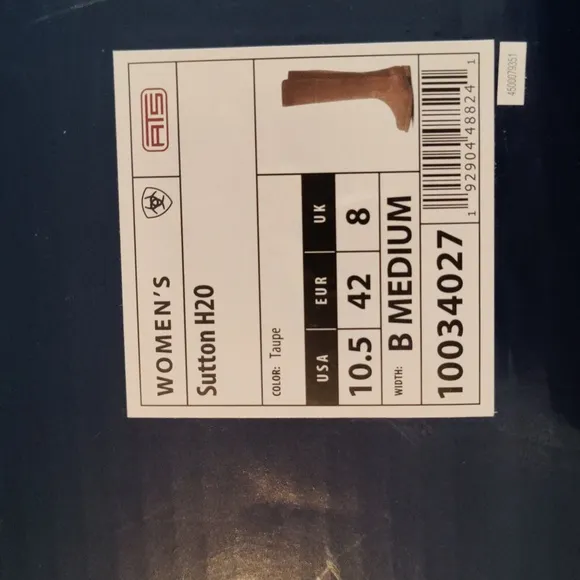 WOMEN'S
ATS
Sutton H20
COLOR: Taupe
USA EUR UK
10.5 42 8
WIDTH: B MEDIUM
10034027
1 92904 48824 1
4500079351